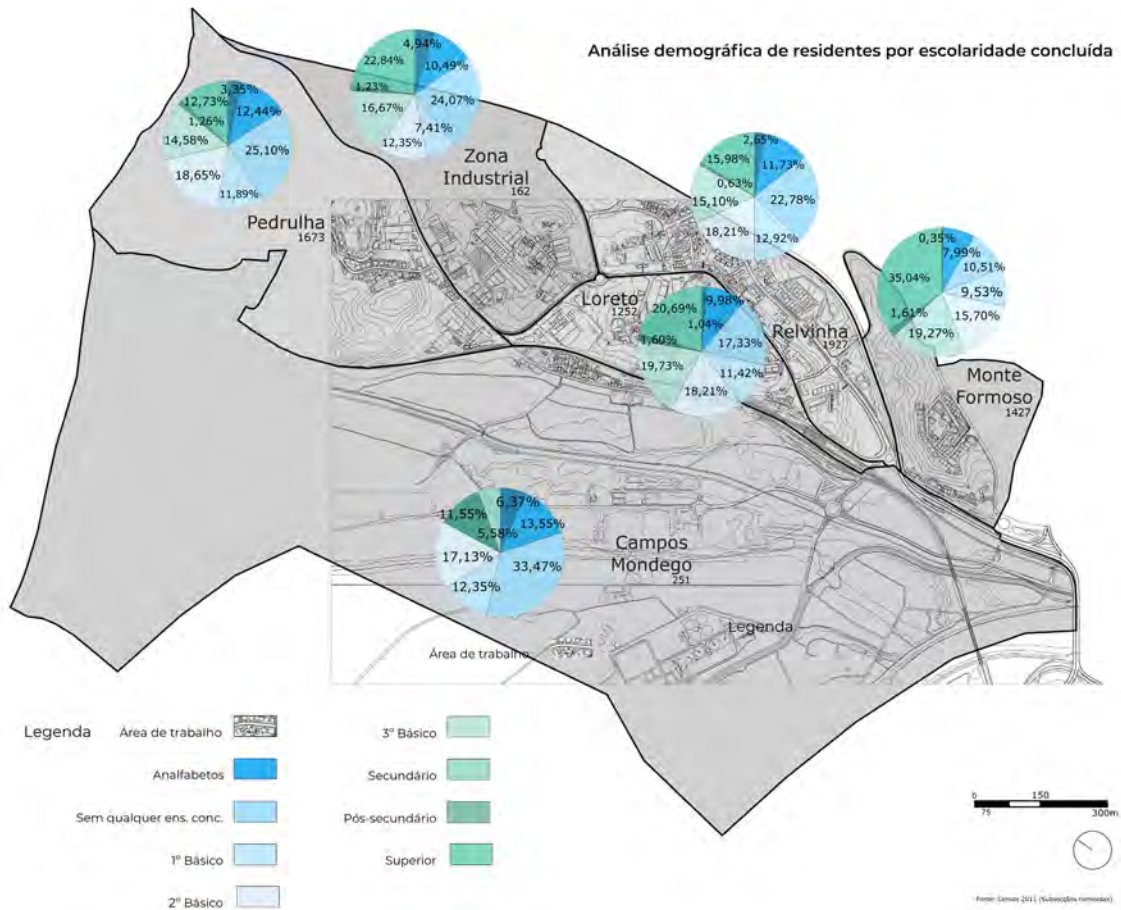 Análise demográfica de residentes por escolaridade concluída
4,94%
22,84%
10,49%
1,23%
24,07%
16,67%
7,41%
12,35%
Zona
Industrial
162
3,35%
12,73%
12,44%
1,26%
14,58%
25,10%
18,65%
11,89%
Pedrulha
1673
2,65%
15,98%
11,73%
0,63%
22,78%
15,10%
18,21%
12,92%
0,35%
7,99%
10,51%
35,04%
9,53%
1,61%
15,70%
19,27%
Loreto
1252
9,98%
20,69%
1,04%
1,60%
17,33%
19,73%
11,42%
18,21%
Relvinha
1927
Monte
Formoso
1427
6,37%
11,55%
13,55%
5,58%
17,13%
33,47%
12,35%
Campos
Mondego
251
Legenda
Área de trabalho
Legenda
Área de trabalho
Analfabetos
Sem qualquer ens. conc.
1º Básico
2º Básico
3º Básico
Secundário
Pós-secundário
Superior
0 150
75 300m
Fonte: Censos 2011 (Subsecções nomeadas)